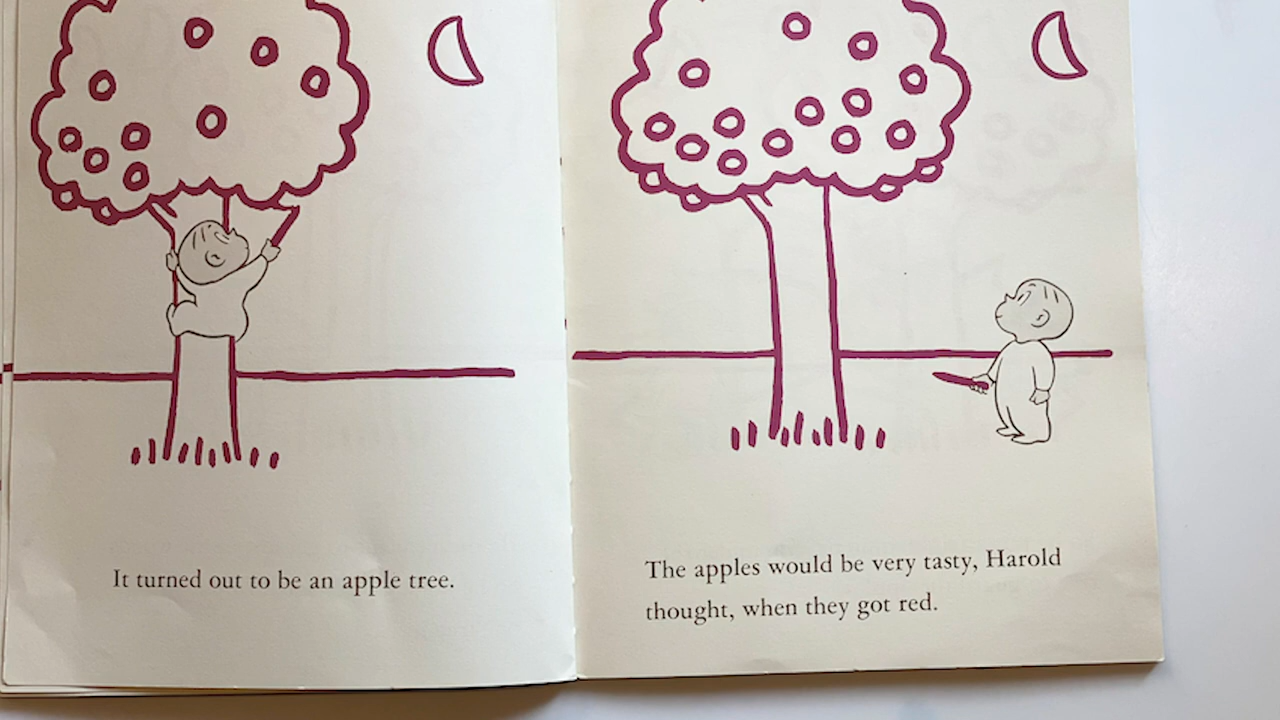 It turned out to be an apple tree.
The apples would be very tasty, Harold
thought, when they got red.